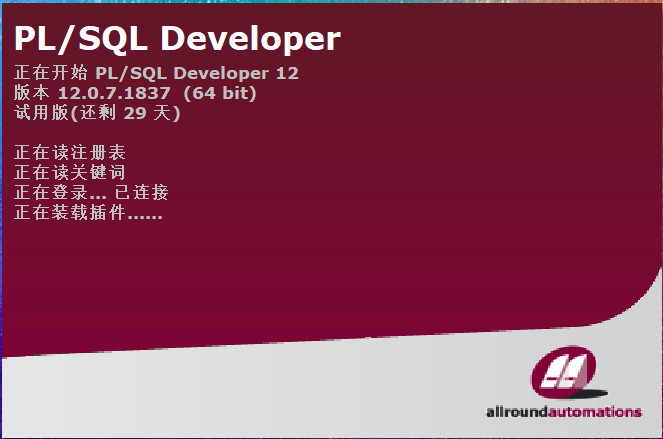 PL/SQL Developer
正在开始 PL/SQL Developer 12
版本 12.0.7.1837 (64 bit)
试用版(还剩 29 天)
正在读注册表
正在读关键词
正在登录... 已连接
正在装载插件......
allroundautomations